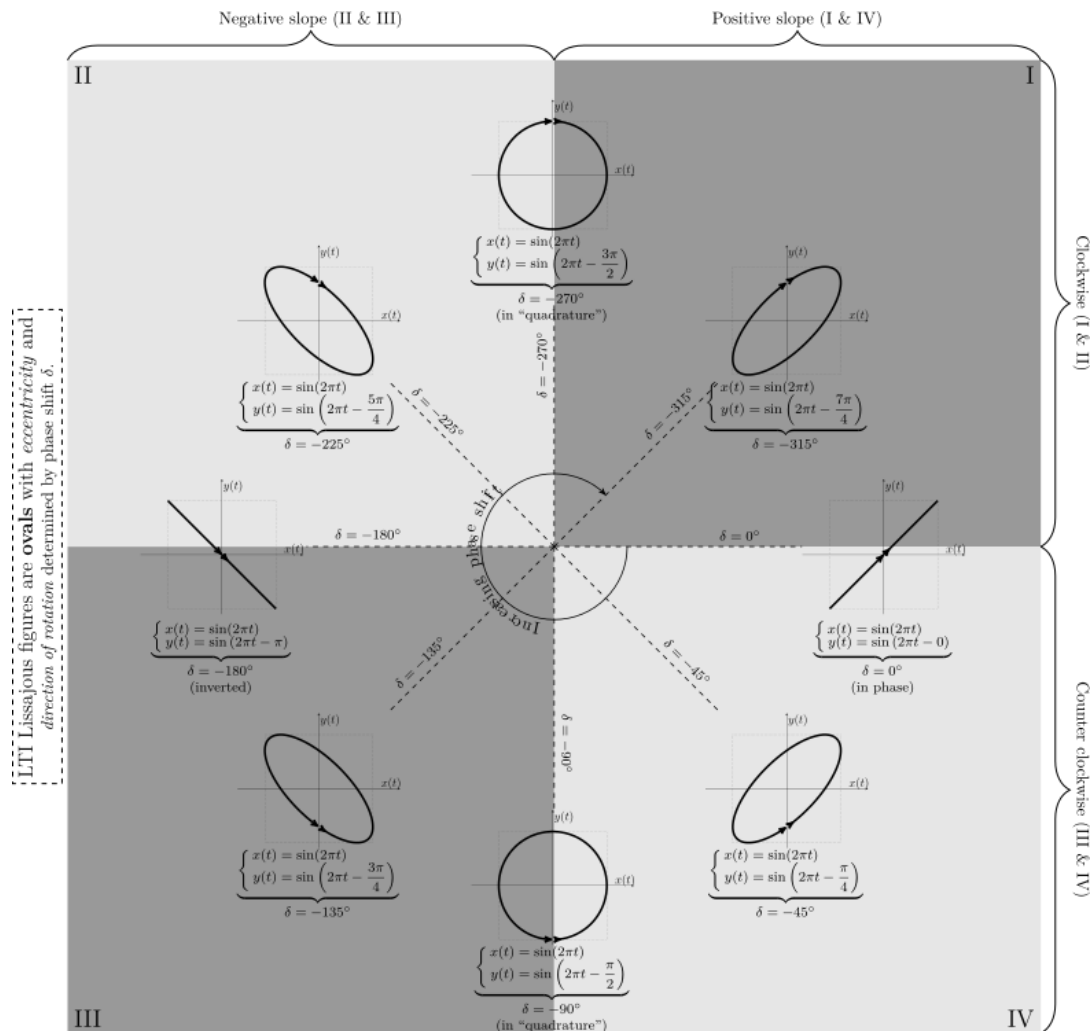 Negative slope (II & III)
Positive slope (I & IV)
II
I
y(t)
x(t)
x(t) = sin(2πt)
y(t) = sin (2πt − 3π/2)
δ = −270°
(in “quadrature”)
y(t)
x(t)
x(t) = sin(2πt)
y(t) = sin (2πt − 5π/4)
δ = −225°
y(t)
x(t)
x(t) = sin(2πt)
y(t) = sin (2πt − 7π/4)
δ = −315°
Clockwise (I & II)
δ = −270°
δ = −225°
δ = −315°
LTI Lissajous figures are ovals with eccentricity and
direction of rotation determined by phase shift δ.
Increasing phase shift
δ = −180°
δ = 0°
y(t)
x(t)
x(t) = sin(2πt)
y(t) = sin (2πt − π)
δ = −180°
(inverted)
y(t)
x(t)
x(t) = sin(2πt)
y(t) = sin (2πt − 0)
δ = 0°
(in phase)
δ = −135°
δ = −45°
δ = −90°
y(t)
x(t)
x(t) = sin(2πt)
y(t) = sin (2πt − 3π/4)
δ = −135°
y(t)
x(t)
x(t) = sin(2πt)
y(t) = sin (2πt − π/4)
δ = −45°
Counter clockwise (III & IV)
y(t)
x(t)
x(t) = sin(2πt)
y(t) = sin (2πt − π/2)
δ = −90°
(in “quadrature”)
III
IV